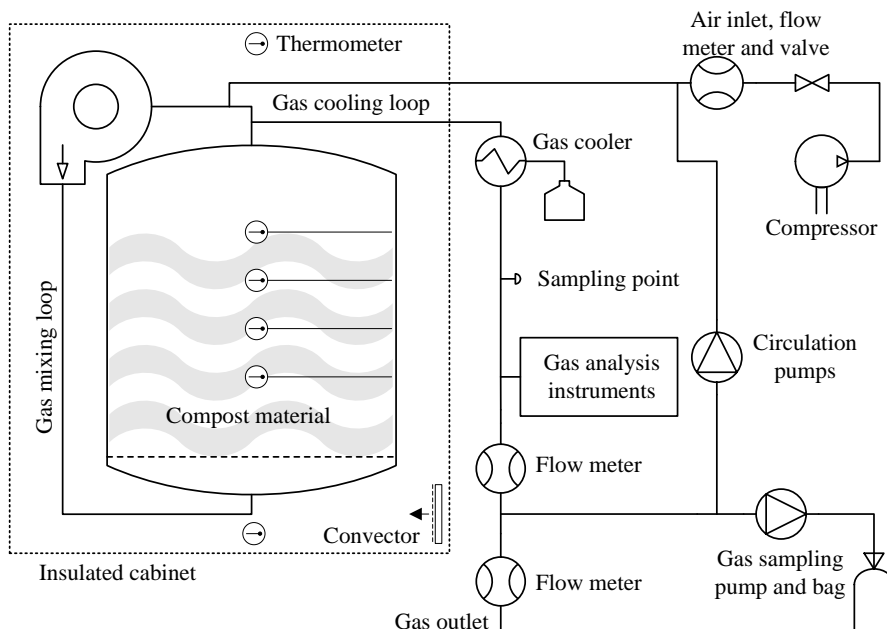 Thermometer
Air inlet, flow
meter and valve
Gas cooling loop
Gas cooler
Compressor
Gas mixing loop
Sampling point
Gas analysis
instruments
Circulation
pumps
Compost material
Flow meter
Convector
Gas sampling
pump and bag
Insulated cabinet
Flow meter
Gas outlet